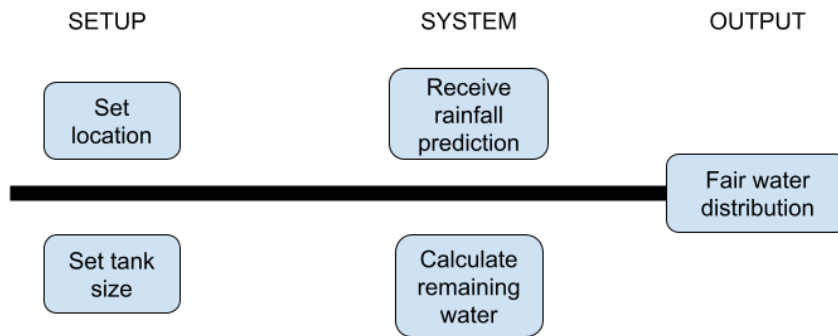 SETUP
SYSTEM
OUTPUT
Set
location
Receive
rainfall
prediction
Fair water
distribution
Set tank
size
Calculate
remaining
water